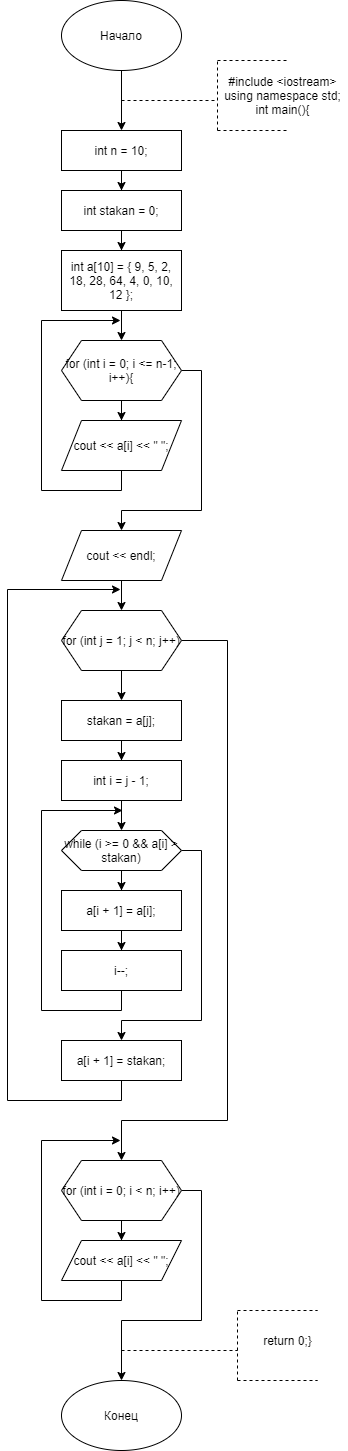 Начало
#include <iostream>
using namespace std;
int main(){
int n = 10;
int stakan = 0;
int a[10] = { 9, 5, 2,
18, 28, 64, 4, 0, 10,
12 };
for (int i = 0; i <= n-1;
i++){
cout << a[i] << " ";
cout << endl;
for (int j = 1; j < n; j++)
stakan = a[j];
int i = j - 1;
while (i >= 0 && a[i] >
stakan)
a[i + 1] = a[i];
i--;
a[i + 1] = stakan;
for (int i = 0; i < n; i++)
cout << a[i] << " ";
return 0;}
Конец